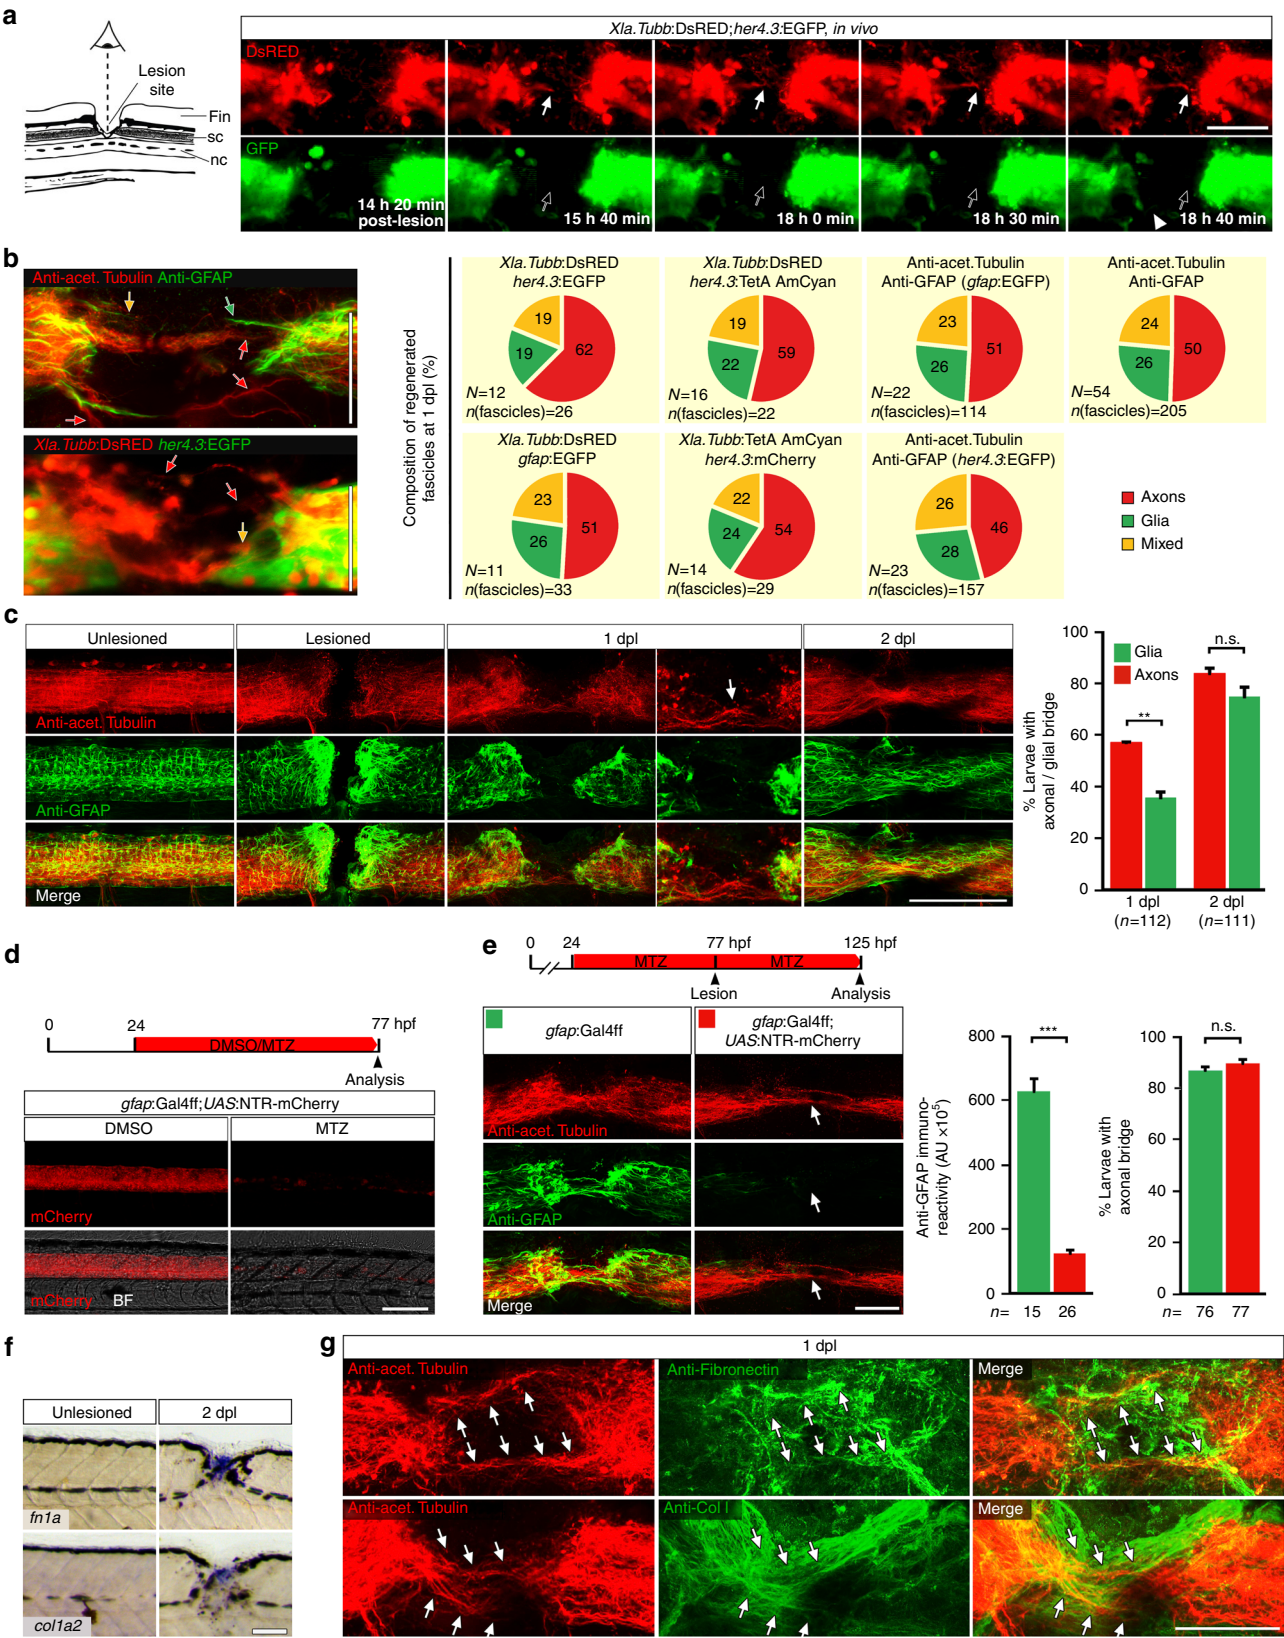 a
Lesion
site
Fin
sc
nc
Xla.Tubb:DsRED;her4.3:EGFP, in vivo
DsRED
GFP
14 h 20 min
post-lesion
15 h 40 min
18 h 0 min
18 h 30 min
18 h 40 min
b
Anti-acet. Tubulin Anti-GFAP
Xla.Tubb:DsRED her4.3:EGFP
Composition of regenerated
fascicles at 1 dpl (%)
Xla.Tubb:DsRED
her4.3:EGFP
19
19
62
N=12
n(fascicles)=26
Xla.Tubb:DsRED
her4.3:TetA AmCyan
19
22
59
N=16
n(fascicles)=22
Anti-acet.Tubulin
Anti-GFAP (gfap:EGFP)
23
26
51
N=22
n(fascicles)=114
Anti-acet.Tubulin
Anti-GFAP
24
26
50
N=54
n(fascicles)=205
Xla.Tubb:DsRED
gfap:EGFP
23
26
51
N=11
n(fascicles)=33
Xla.Tubb:TetA AmCyan
her4.3:mCherry
22
24
54
N=14
n(fascicles)=29
Anti-acet.Tubulin
Anti-GFAP (her4.3:EGFP)
26
28
46
N=23
n(fascicles)=157
Axons
Glia
Mixed
c
Unlesioned
Lesioned
1 dpl
2 dpl
Anti-acet. Tubulin
Anti-GFAP
Merge
% Larvae with
axonal / glial bridge
100
80
60
40
20
0
Glia
Axons
**
n.s.
1 dpl
(n=112)
2 dpl
(n=111)
d
0
24
77 hpf
DMSO/MTZ
Analysis
gfap:Gal4ff;UAS:NTR-mCherry
DMSO
MTZ
mCherry
mCherry BF
e
0
24
77 hpf
125 hpf
MTZ
MTZ
Lesion
Analysis
gfap:Gal4ff
gfap:Gal4ff;
UAS:NTR-mCherry
Anti-acet. Tubulin
Anti-GFAP
Merge
Anti-GFAP immuno-
reactivity (AU ×10⁵)
800
600
400
200
0
***
n= 15 26
% Larvae with
axonal bridge
100
80
60
40
20
0
n.s.
n= 76 77
f
Unlesioned
2 dpl
fn1a
col1a2
g
1 dpl
Anti-acet. Tubulin
Anti-Fibronectin
Merge
Anti-acet. Tubulin
Anti-Col I
Merge